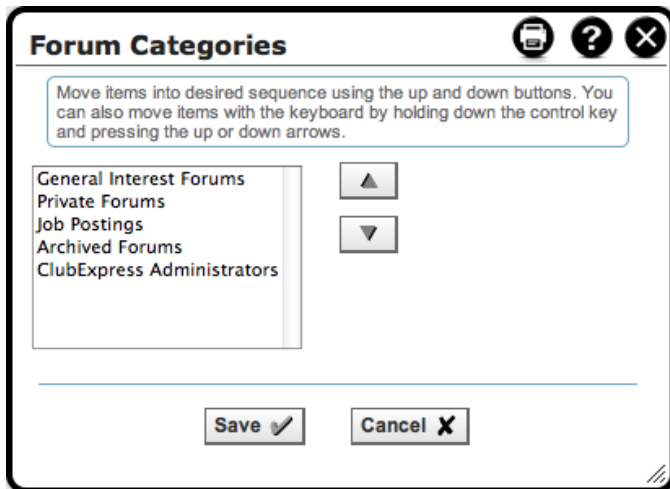 Forum Categories
Move items into desired sequence using the up and down buttons. You
can also move items with the keyboard by holding down the control key
and pressing the up or down arrows.
General Interest Forums
Private Forums
Job Postings
Archived Forums
ClubExpress Administrators
Save
Cancel